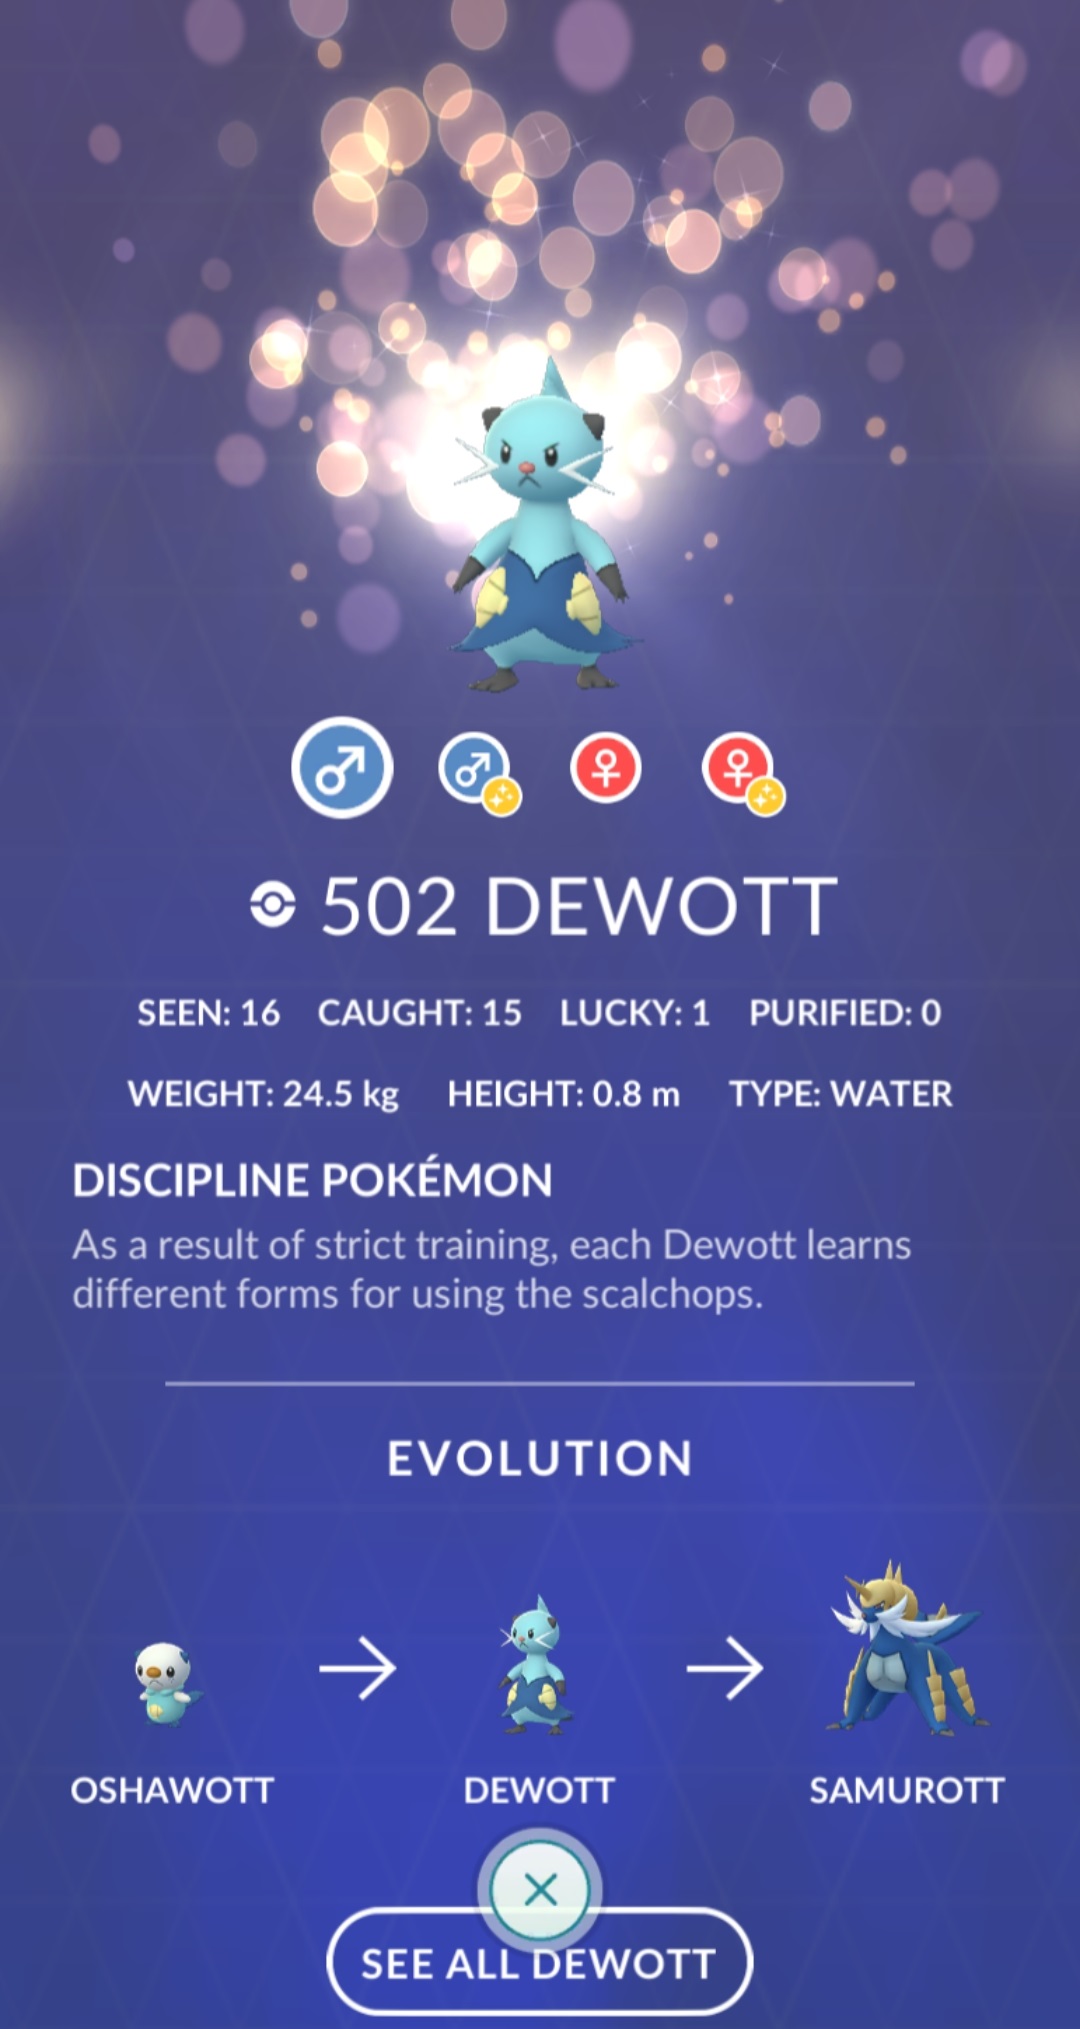 502 DEWOTT
SEEN: 16 CAUGHT: 15 LUCKY: 1 PURIFIED: 0
WEIGHT: 24.5 kg HEIGHT: 0.8 m TYPE: WATER
DISCIPLINE POKÉMON
As a result of strict training, each Dewott learns
different forms for using the scalchops.
EVOLUTION
OSHAWOTT DEWOTT SAMUROTT
SEE ALL DEWOTT